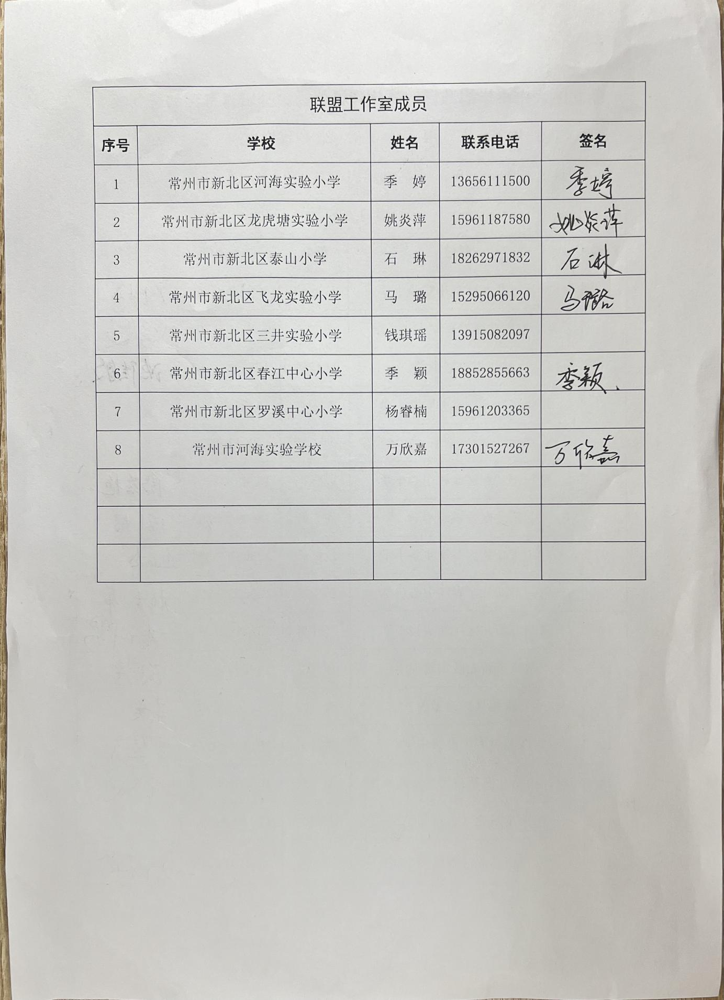 联盟工作室成员
序号 学校 姓名 联系电话 签名
1 常州市新北区河海实验小学 季 婷 13656111500 季婷
2 常州市新北区龙虎塘实验小学 姚炎萍 15961187580 姚炎萍
3 常州市新北区泰山小学 石 琳 18262971832 石琳
4 常州市新北区飞龙实验小学 马 璐 15295066120 马璐
5 常州市新北区三井实验小学 钱琪瑶 13915082097
6 常州市新北区春江中心小学 季 颖 18852855663 季颖
7 常州市新北区罗溪中心小学 杨睿楠 15961203365
8 常州市河海实验学校 万欣嘉 17301527267 万欣嘉